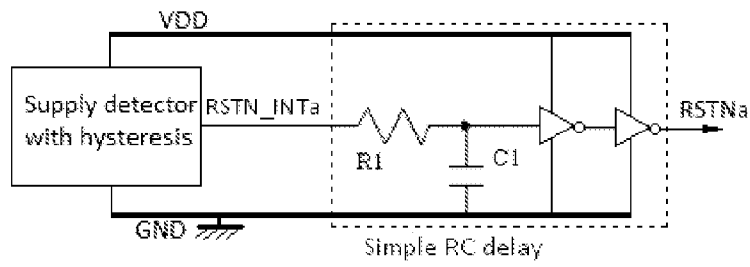 VDD
Supply detector
with hysteresis
RSTN_INTa
R1
C1
RSTNa
GND
Simple RC delay